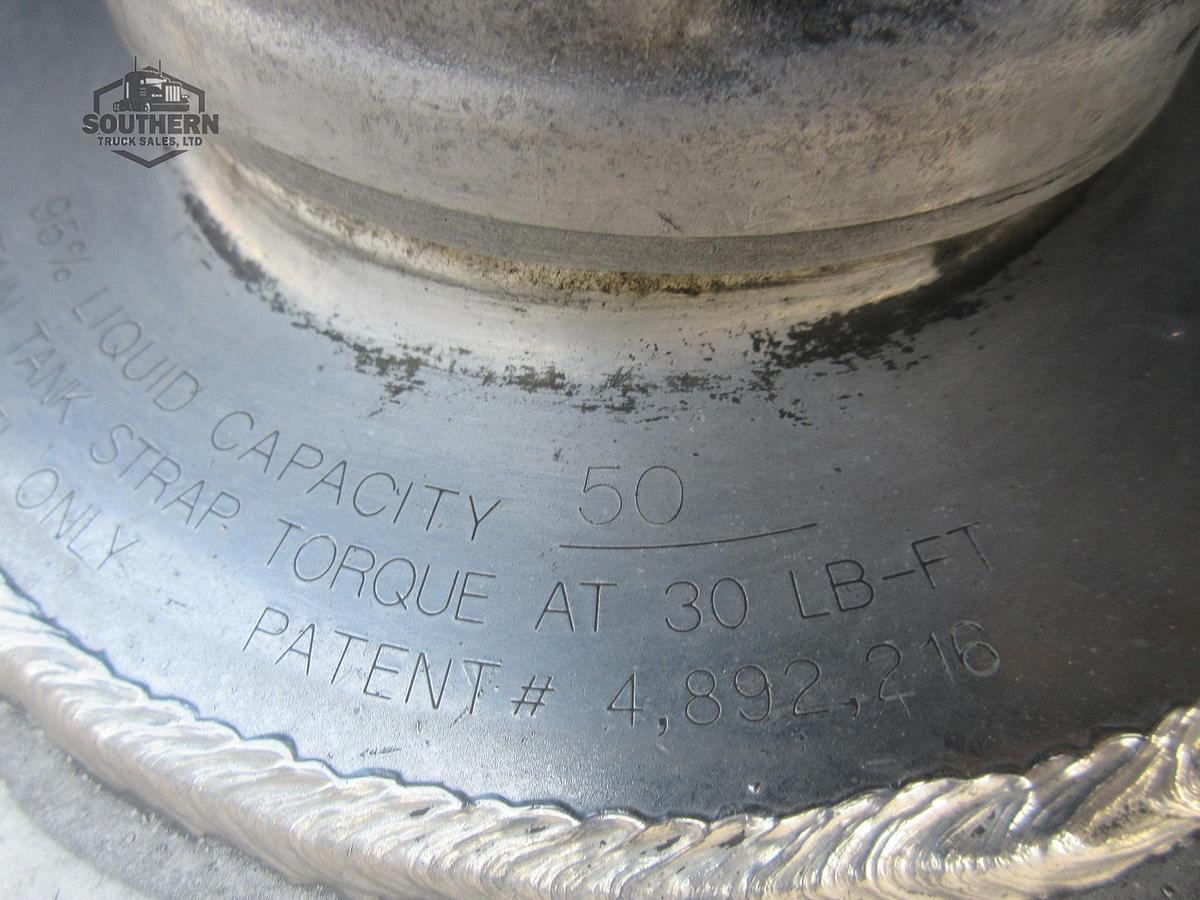 SOUTHERN
TRUCK SALES, LTD
95% LIQUID CAPACITY 50
TANK STRAP TORQUE AT 30 LB-FT
ONLY
PATENT # 4,892,216